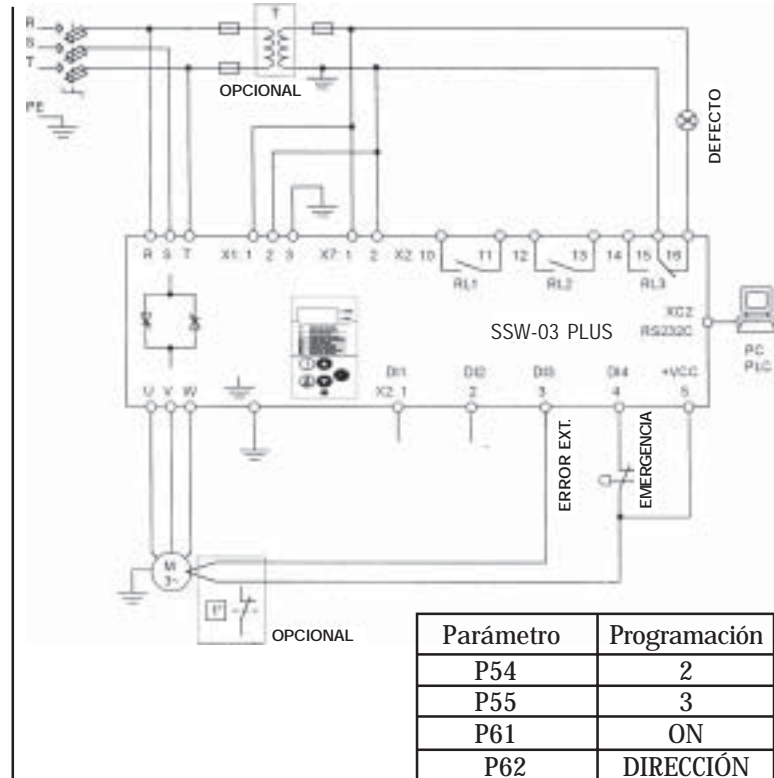 R
S
T
PE
T
OPCIONAL
DEFECTO
R S T X1: 1 2 3 X7: 1 2 X2: 10 11 12 13 14 15 16
RL1 RL2 RL3
XC2
RS232C
SSW-03 PLUS
PC
PLC
DI1 DI2 DI3 DI4 +VCC
U V W X2: 1 2 3 4 5
ERROR EXT.
EMERGENCIA
M
3~
OPCIONAL
Parámetro Programación
P54 2
P55 3
P61 ON
P62 DIRECCIÓN